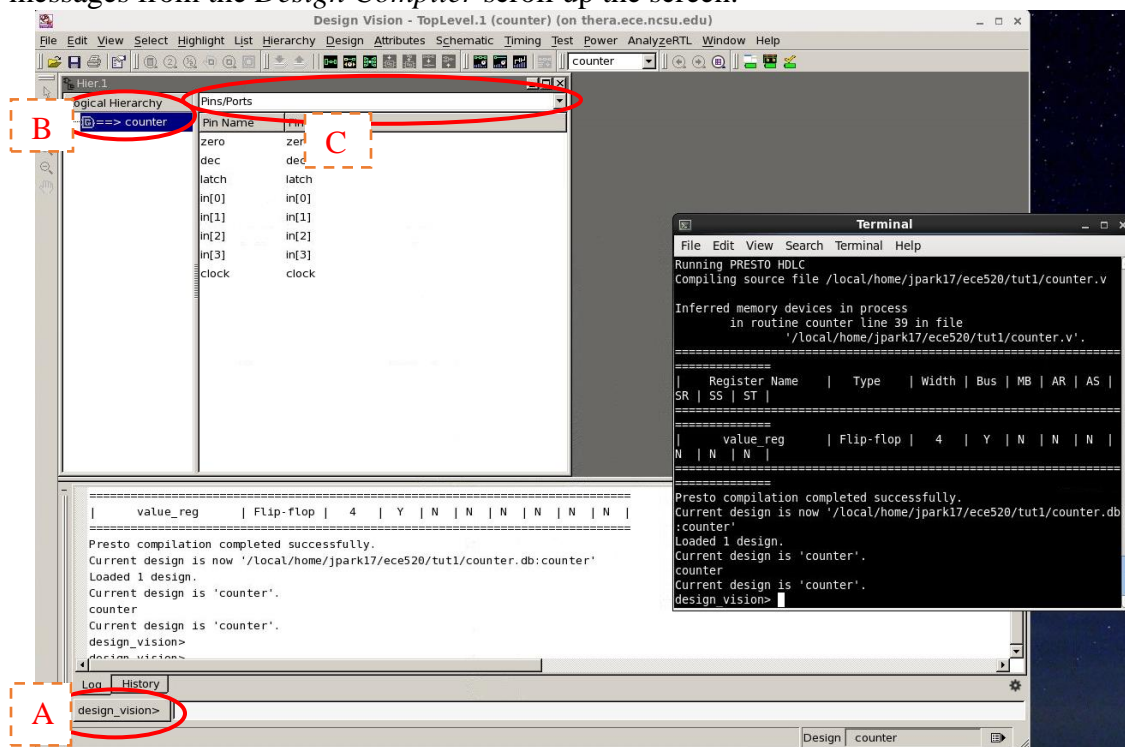 messages from the Design Compiler scroll up the screen.
Design Vision - TopLevel.1 (counter) (on thera.ece.ncsu.edu)
File Edit View Select Highlight List Hierarchy Design Attributes Schematic Timing Test Power AnalyzeRTL Window Help
counter
Hier.1
ogical Hierarchy
Pins/Ports
B
==> counter
Pin Name
C
zero
dec
latch latch
in[0] in[0]
in[1] in[1]
in[2] in[2]
in[3] in[3]
clock clock
Terminal
File Edit View Search Terminal Help
Running PRESTO HDLC
Compiling source file /local/home/jpark17/ece520/tut1/counter.v
Inferred memory devices in process
in routine counter line 39 in file
'/local/home/jpark17/ece520/tut1/counter.v'.
===============================================================
==============
| Register Name | Type | Width | Bus | MB | AR | AS |
SR | SS | ST |
===============================================================
==============
| value_reg | Flip-flop | 4 | Y | N | N | N |
N | N | N |
===============================================================
==============
Presto compilation completed successfully.
Current design is now '/local/home/jpark17/ece520/tut1/counter.db
:counter'
Loaded 1 design.
Current design is 'counter'.
counter
Current design is 'counter'.
design_vision>
===============================================================
| value_reg | Flip-flop | 4 | Y | N | N | N | N | N | N |
===============================================================
Presto compilation completed successfully.
Current design is now '/local/home/jpark17/ece520/tut1/counter.db:counter'
Loaded 1 design.
Current design is 'counter'.
counter
Current design is 'counter'.
design_vision>
design_vision>
Log History
A
design_vision>
Design counter